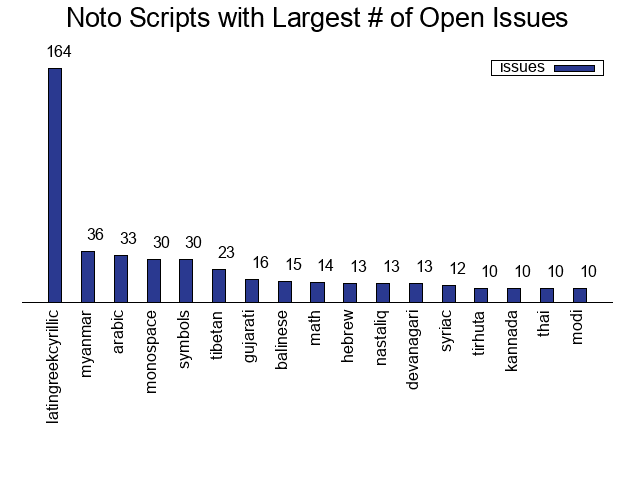 Noto Scripts with Largest # of Open Issues
issues
164
36
33
30
30
23
16
15
14
13
13
13
12
10
10
10
10
latingreekcyrillic
myanmar
arabic
monospace
symbols
tibetan
gujarati
balinese
math
hebrew
nastaliq
devanagari
syriac
tirhuta
kannada
thai
modi